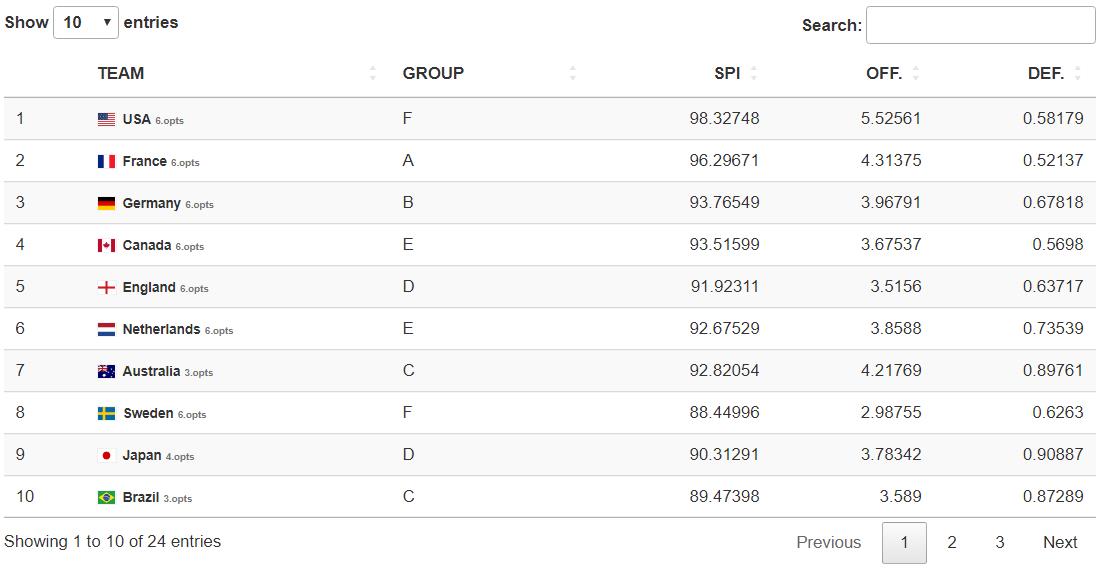 Show 10 entries Search:
TEAM GROUP SPI OFF. DEF.
1 USA 6.opts F 98.32748 5.52561 0.58179
2 France 6.opts A 96.29671 4.31375 0.52137
3 Germany 6.opts B 93.76549 3.96791 0.67818
4 Canada 6.opts E 93.51599 3.67537 0.5698
5 England 6.opts D 91.92311 3.5156 0.63717
6 Netherlands 6.opts E 92.67529 3.8588 0.73539
7 Australia 3.opts C 92.82054 4.21769 0.89761
8 Sweden 6.opts F 88.44996 2.98755 0.6263
9 Japan 4.opts D 90.31291 3.78342 0.90887
10 Brazil 3.opts C 89.47398 3.589 0.87289
Showing 1 to 10 of 24 entries Previous 1 2 3 Next